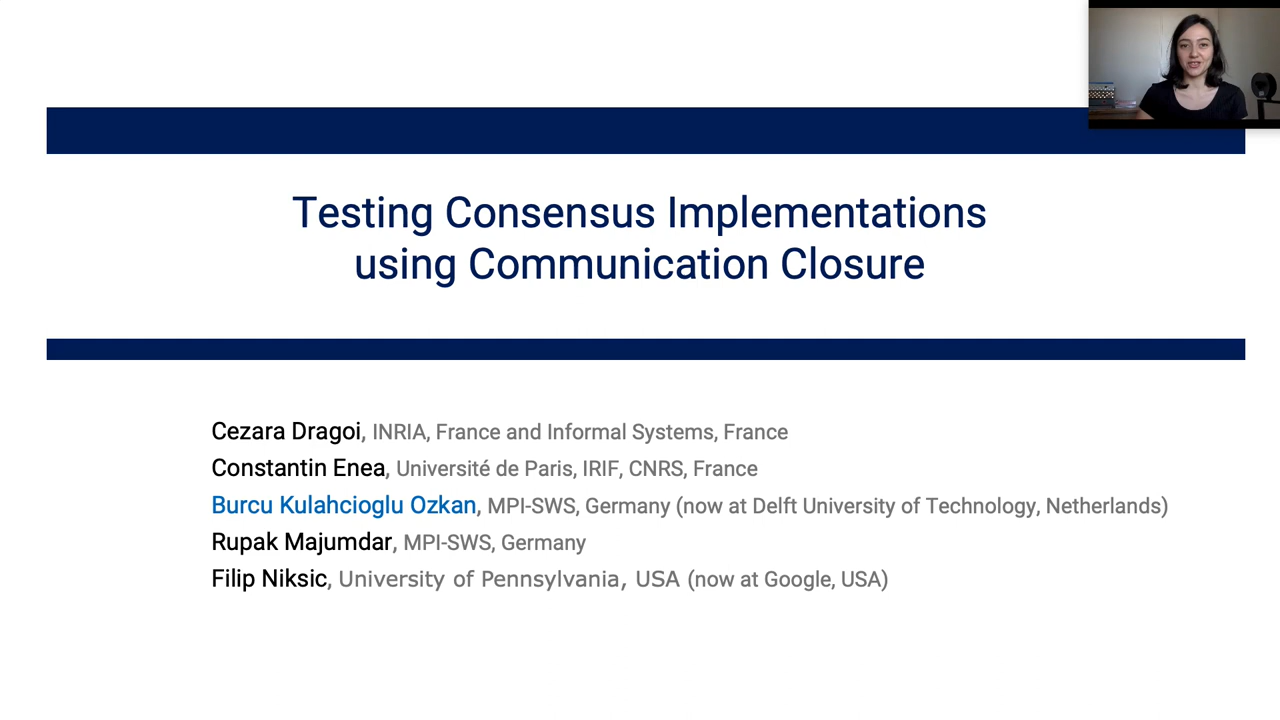 Testing Consensus Implementations
using Communication Closure
Cezara Dragoi, INRIA, France and Informal Systems, France
Constantin Enea, Université de Paris, IRIF, CNRS, France
Burcu Kulahcioglu Ozkan, MPI-SWS, Germany (now at Delft University of Technology, Netherlands)
Rupak Majumdar, MPI-SWS, Germany
Filip Niksic, University of Pennsylvania, USA (now at Google, USA)